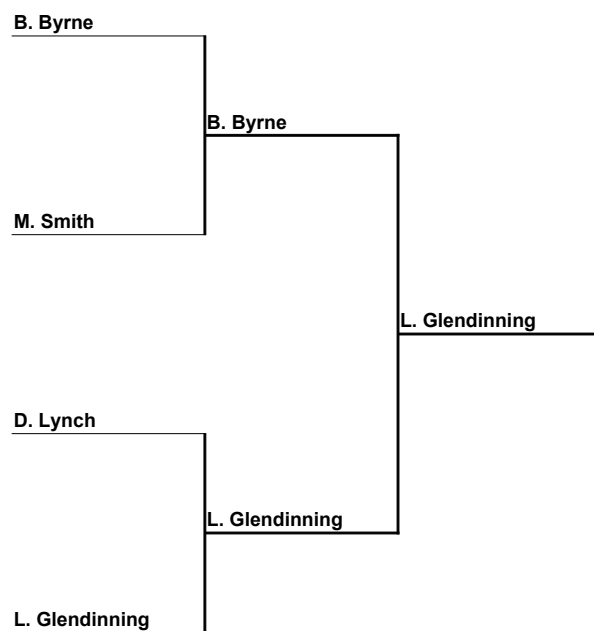 B. Byrne
B. Byrne
M. Smith
L. Glendinning
D. Lynch
L. Glendinning
L. Glendinning